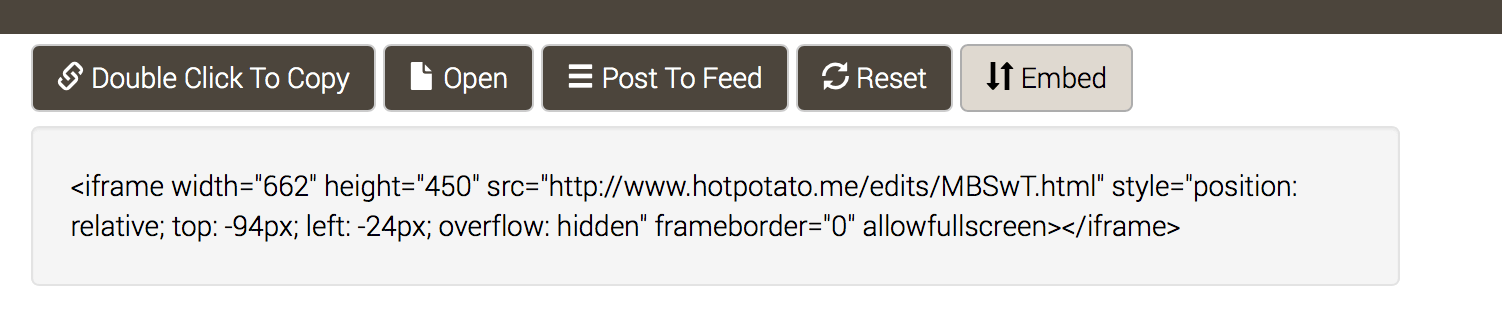 Double Click To Copy Open Post To Feed Reset Embed
<iframe width="662" height="450" src="http://www.hotpotato.me/edits/MBSwT.html" style="position:
relative; top: -94px; left: -24px; overflow: hidden" frameborder="0" allowfullscreen></iframe>